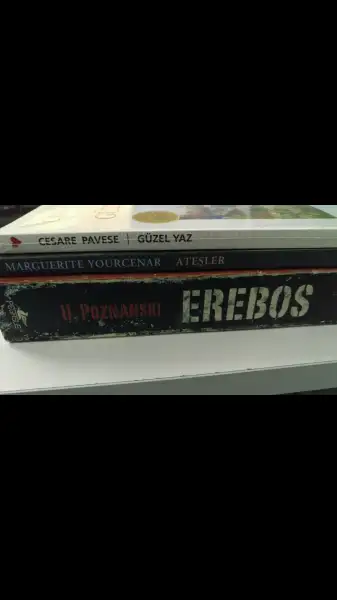 CESARE PAVESE | GÜZEL YAZ
MARGUERITE YOURCENAR ATEŞLER
U. POZNANSKI EREBOS